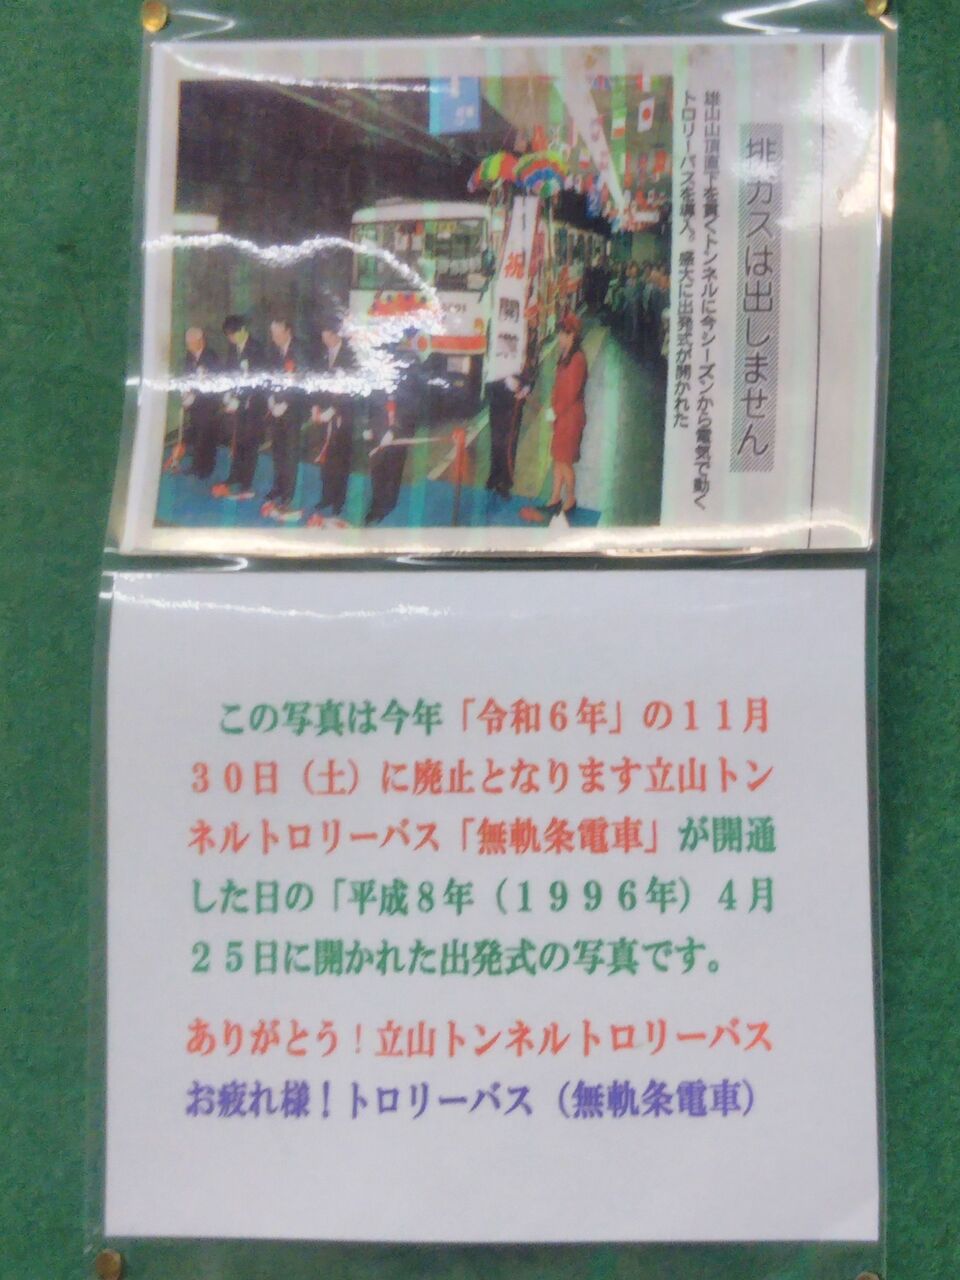 排ガスは出しません
雄山山頂直下を貫くトンネルに今シーズンから電気で動く
トロリーバスを導入。盛大に出発式が開かれた
祝開業
この写真は今年「令和6年」の11月
30日(土)に廃止となります立山トン
ネルトロリーバス「無軌条電車」が開通
した日の「平成8年(1996年)4月
25日に開かれた出発式の写真です。
ありがとう!立山トンネルトロリーバス
お疲れ様!トロリーバス(無軌条電車)